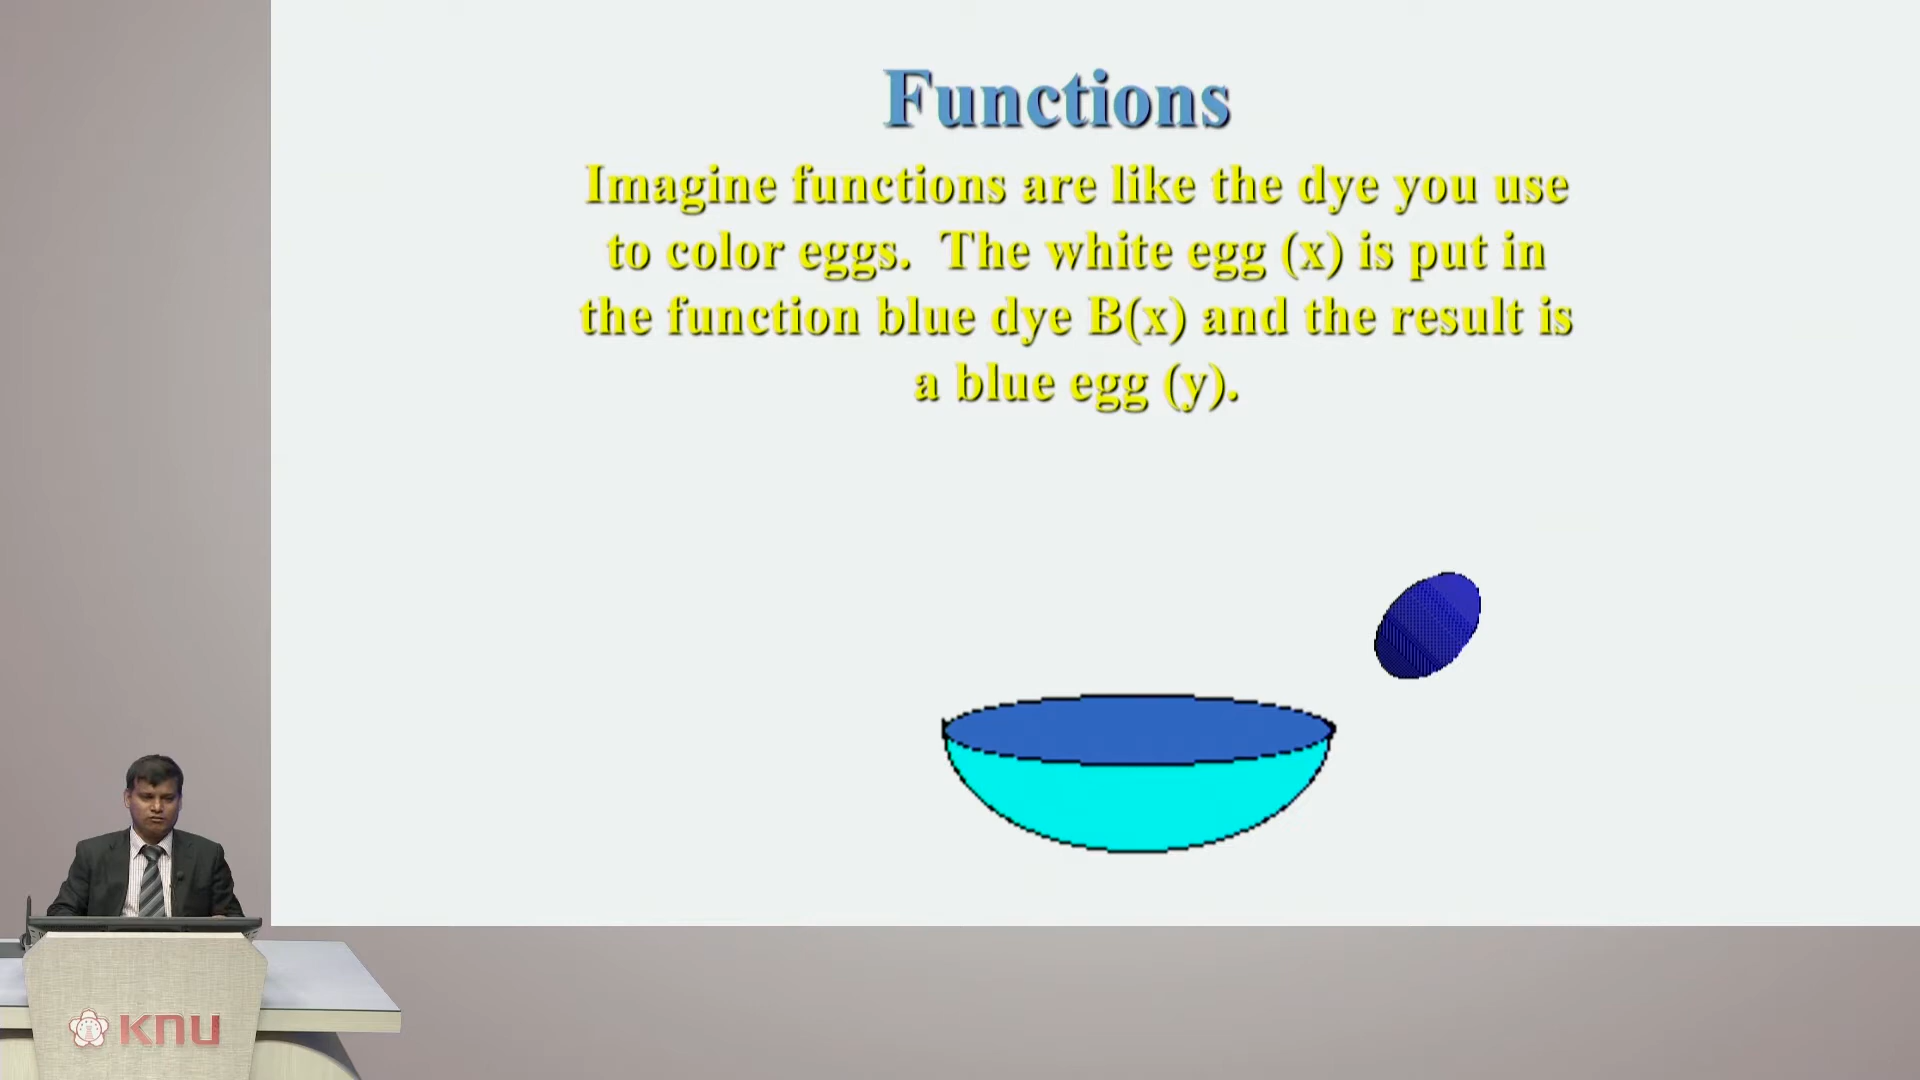 Functions
Imagine functions are like the dye you use
to color eggs. The white egg (x) is put in
the function blue dye B(x) and the result is
a blue egg (y).
KNU